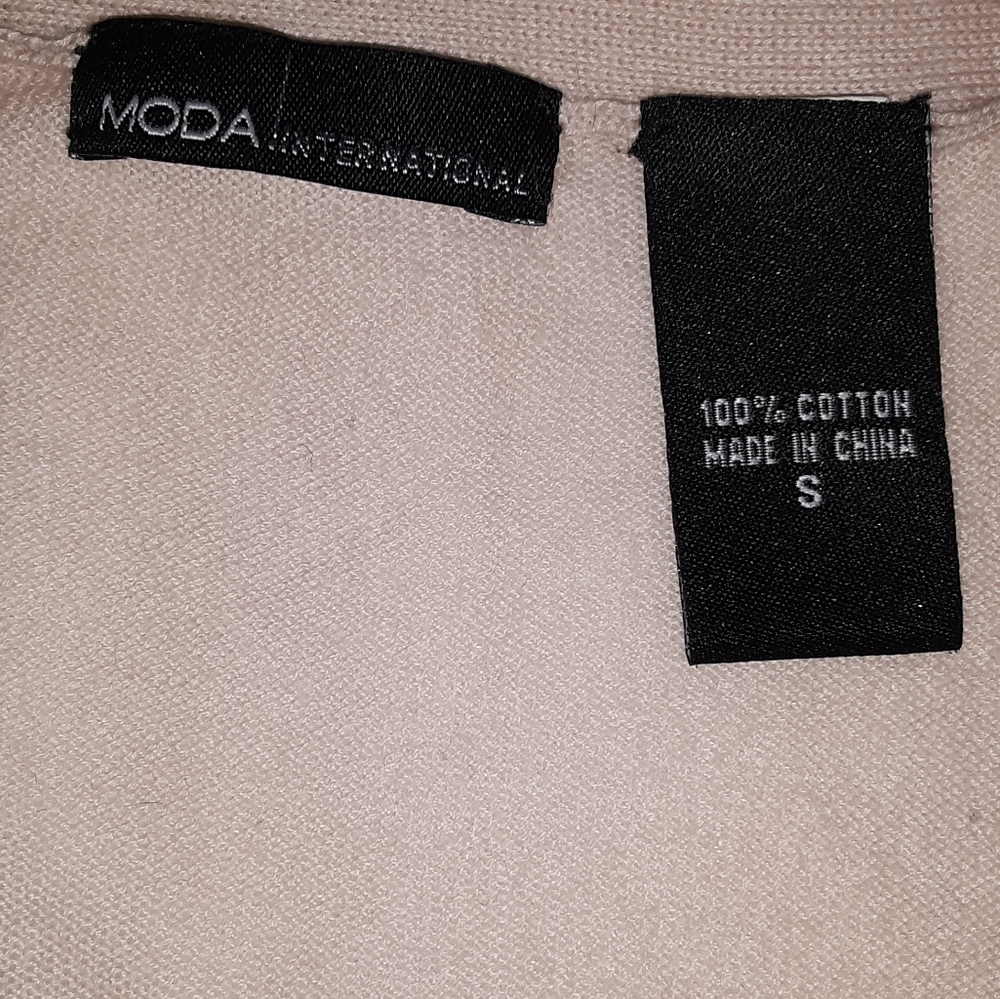 MODA INTERNATIONAL
100% COTTON
MADE IN CHINA
S